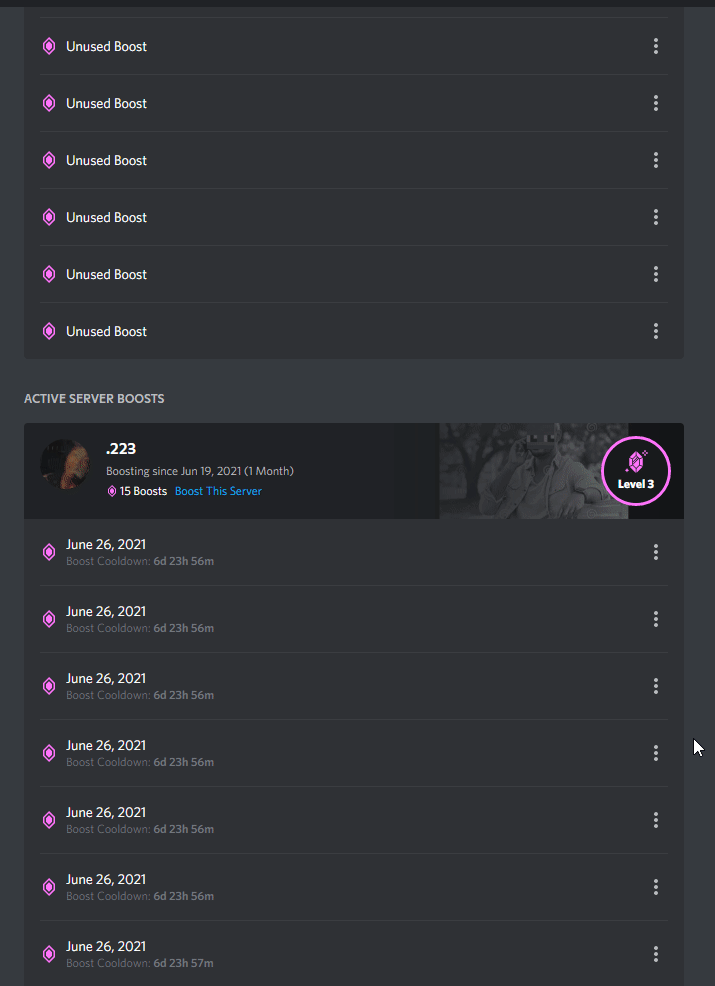 Unused Boost
Unused Boost
Unused Boost
Unused Boost
Unused Boost
Unused Boost
ACTIVE SERVER BOOSTS
.223
Boosting since Jun 19, 2021 (1 Month)
15 Boosts Boost This Server
Level 3
June 26, 2021
Boost Cooldown: 6d 23h 56m
June 26, 2021
Boost Cooldown: 6d 23h 56m
June 26, 2021
Boost Cooldown: 6d 23h 56m
June 26, 2021
Boost Cooldown: 6d 23h 56m
June 26, 2021
Boost Cooldown: 6d 23h 56m
June 26, 2021
Boost Cooldown: 6d 23h 56m
June 26, 2021
Boost Cooldown: 6d 23h 57m